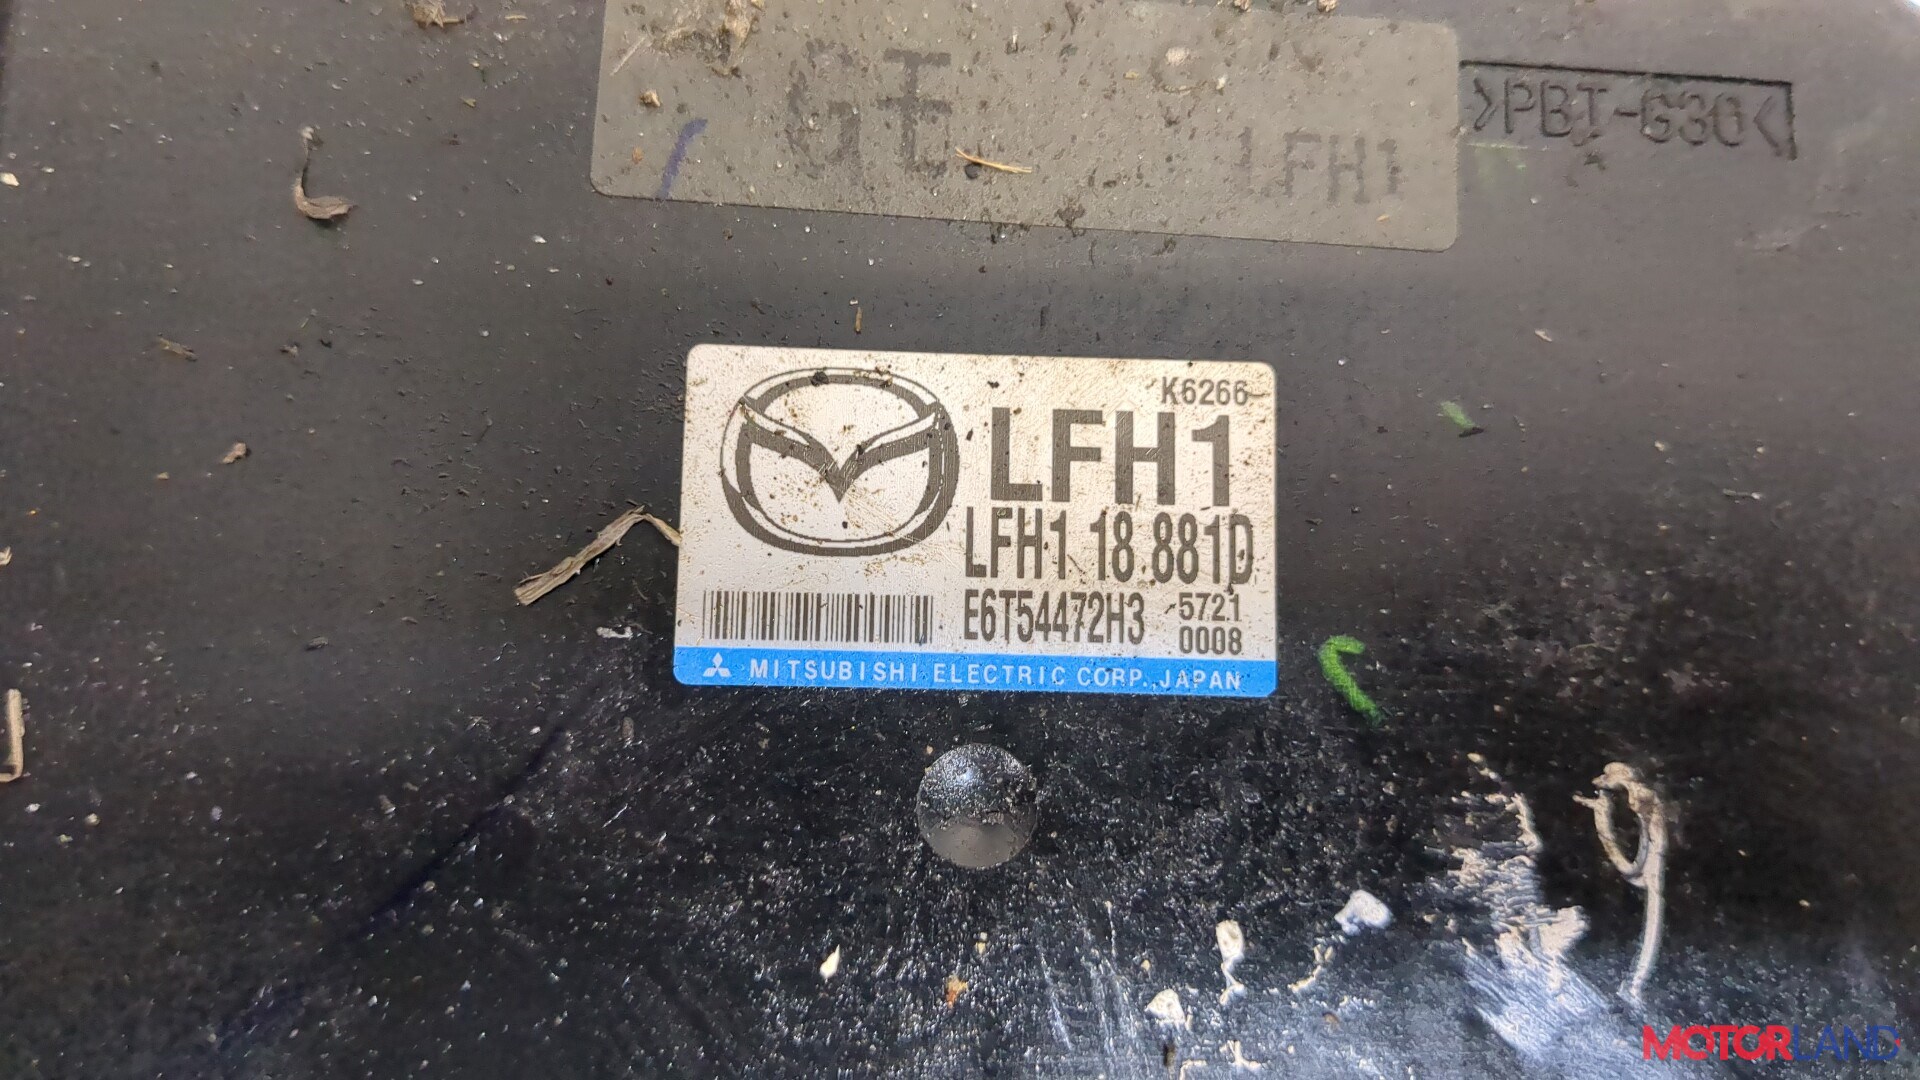 LFH1
>PBT-G30<
K6266
LFH1
LFH1 18 881D
E6T54472H3 5721
0008
MITSUBISHI ELECTRIC CORP. JAPAN
MOTORLAND